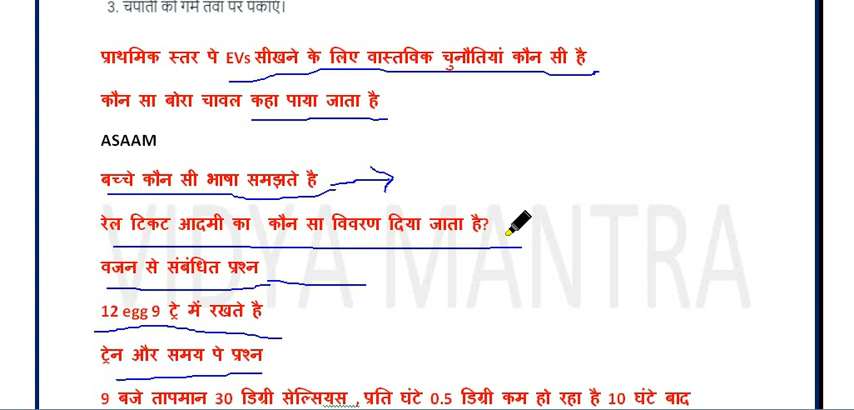 3. चपाती को गर्म तवा पर पकाएं।
प्राथमिक स्तर पे EVs सीखने के लिए वास्तविक चुनौतियां कौन सी है
कौन सा बोरा चावल कहा पाया जाता है
ASAAM
बच्चे कौन सी भाषा समझते है
रेल टिकट आदमी का कौन सा विवरण दिया जाता है?
VIDYA MANTRA
वजन से संबंधित प्रश्न
12 egg 9 ट्रे में रखते है
ट्रेन और समय पे प्रश्न
9 बजे तापमान 30 डिग्री सेल्सियस , प्रति घंटे 0.5 डिग्री कम हो रहा है 10 घंटे बाद